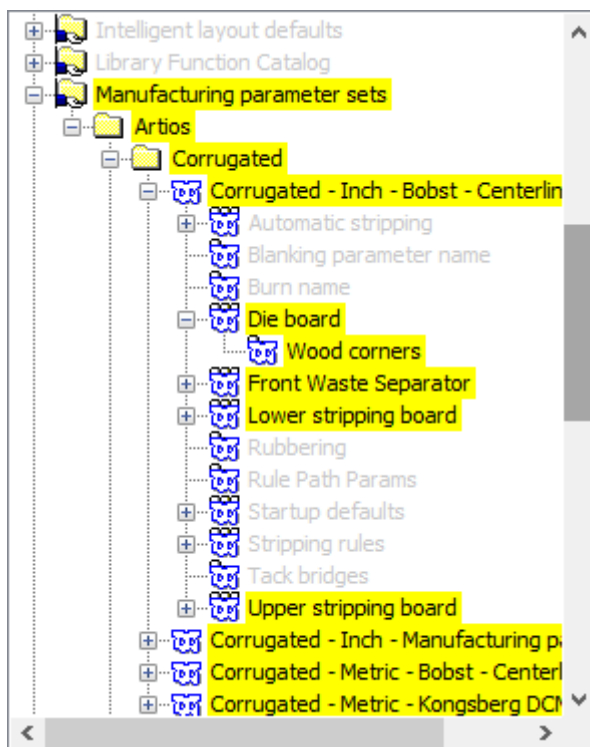 Intelligent layout defaults
Library Function Catalog
Manufacturing parameter sets
Artios
Corrugated
Corrugated - Inch - Bobst - Centerlin
Automatic stripping
Blanking parameter name
Burn name
Die board
Wood corners
Front Waste Separator
Lower stripping board
Rubbering
Rule Path Params
Startup defaults
Stripping rules
Tack bridges
Upper stripping board
Corrugated - Inch - Manufacturing pa
Corrugated - Metric - Bobst - Centerl
Corrugated - Metric - Kongsberg DCM